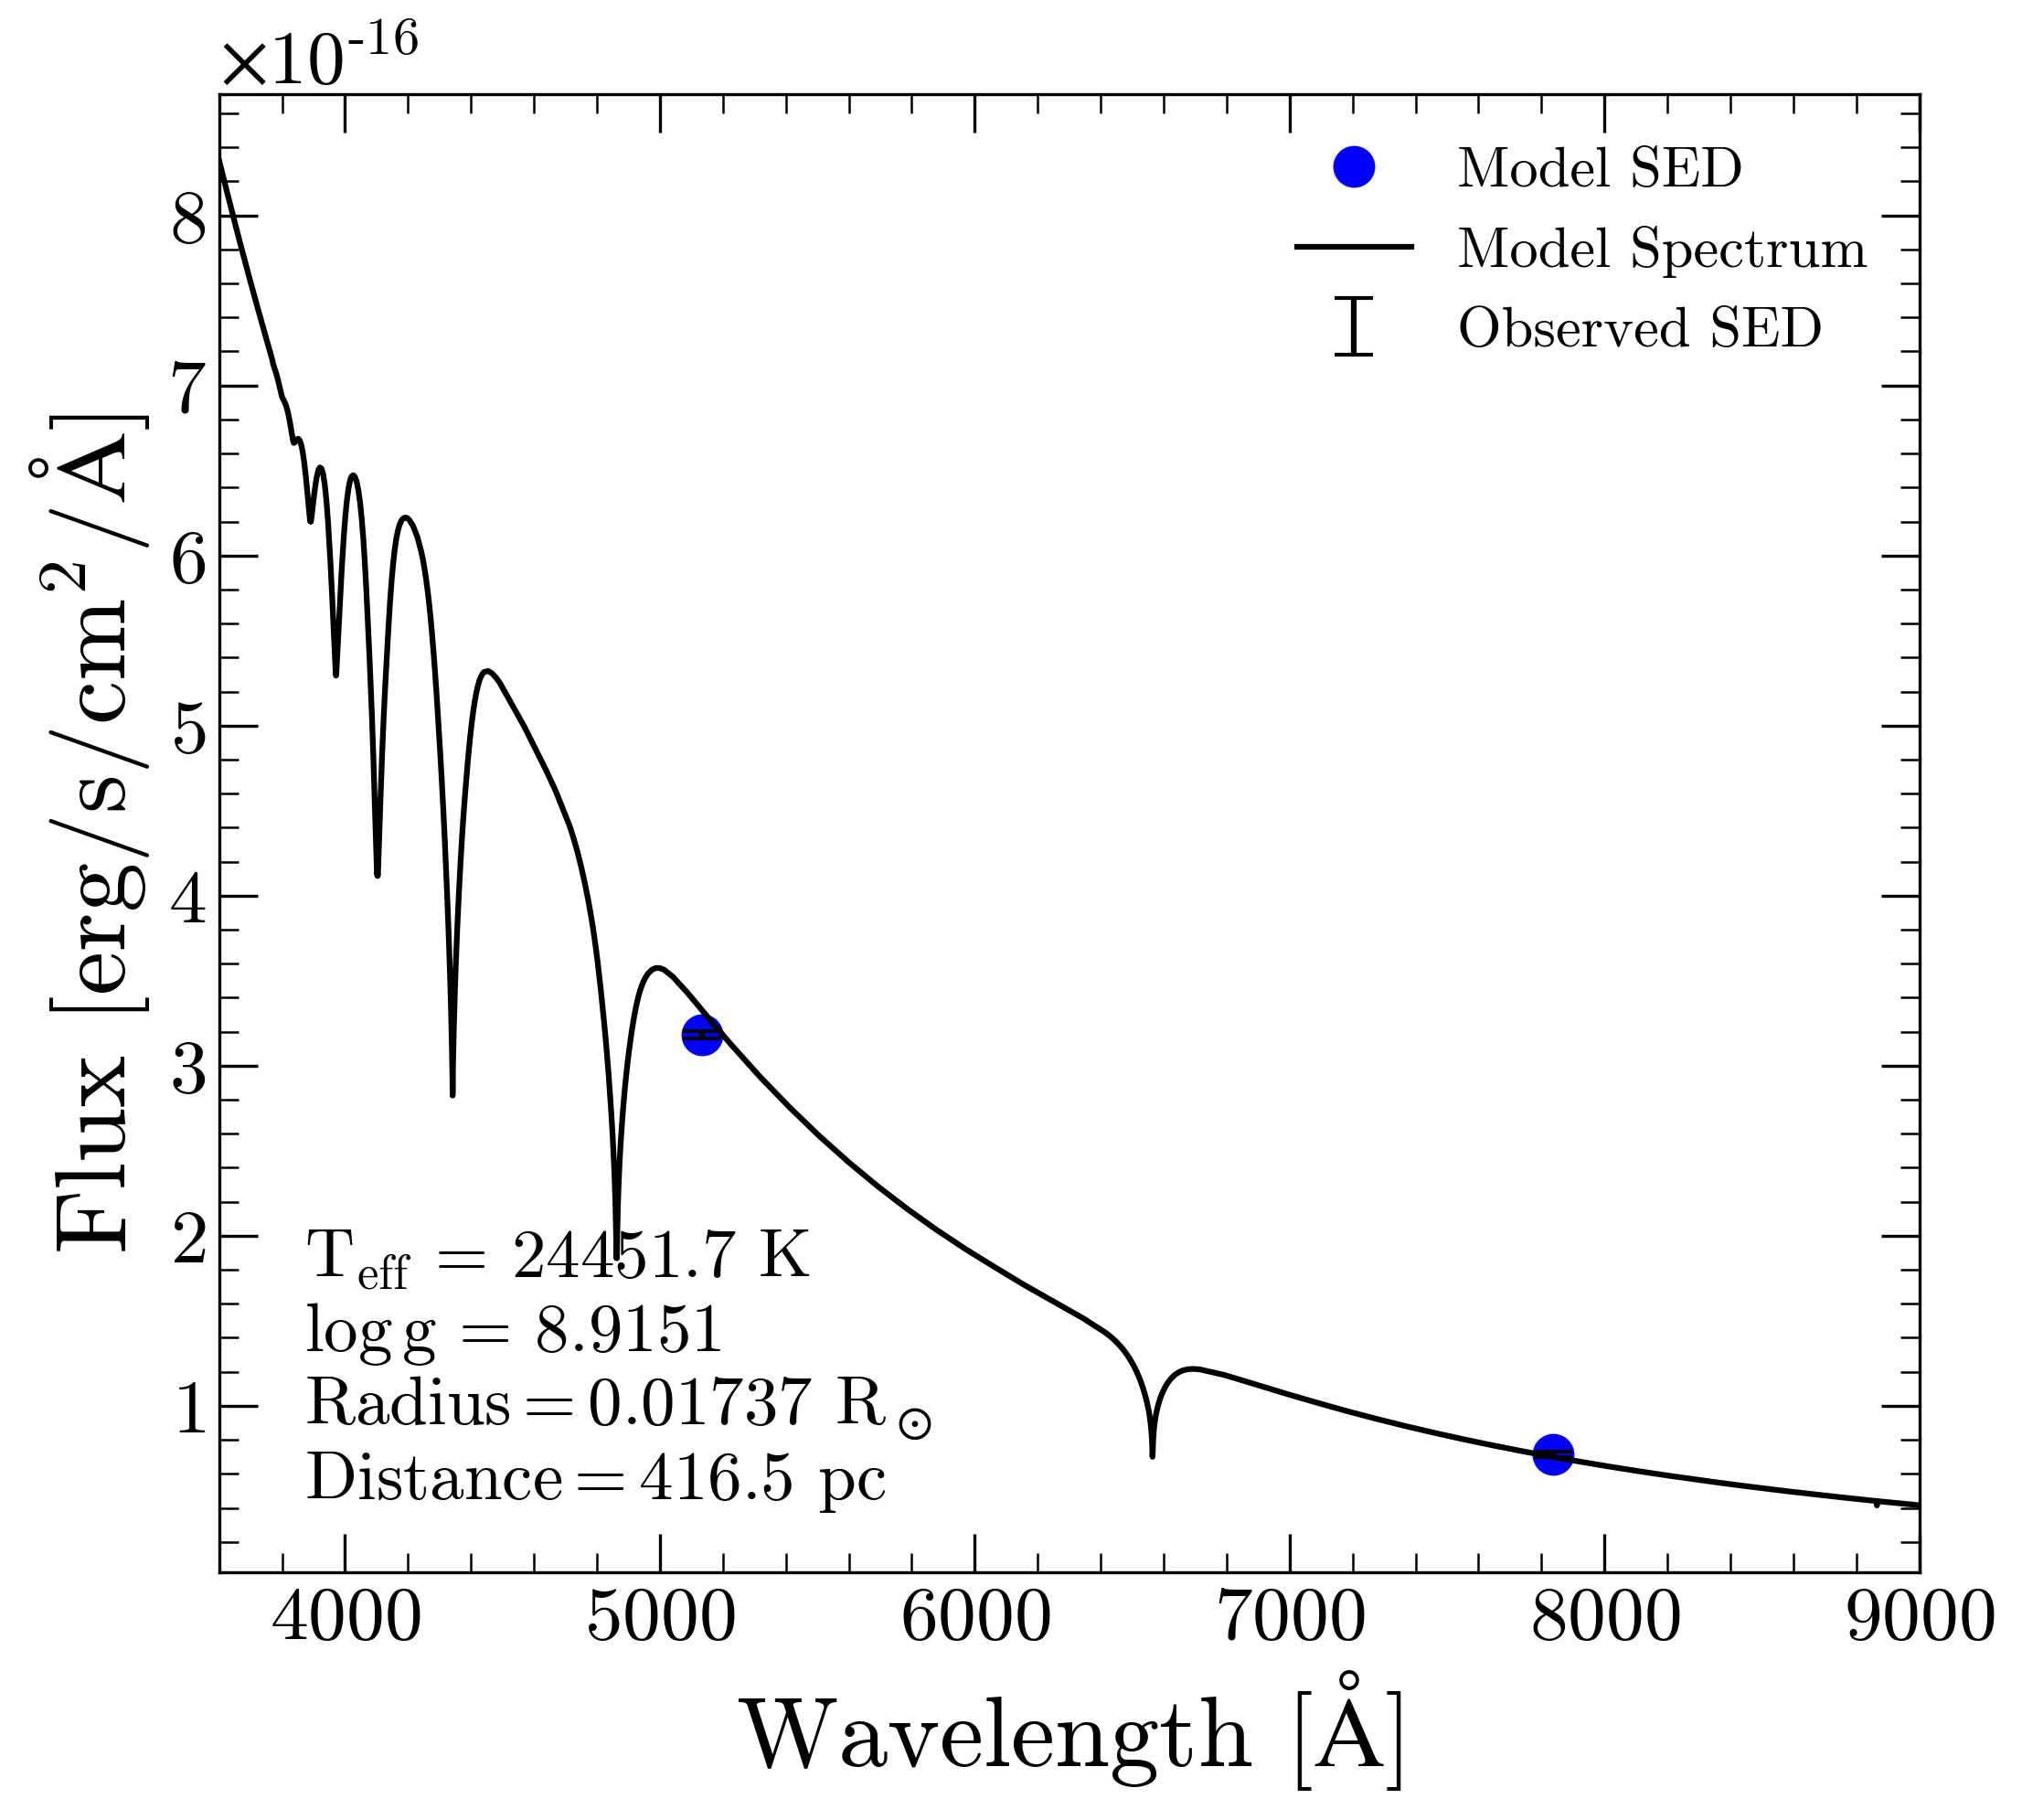 ×10⁻¹⁶
8
7
6
5
4
3
2
1
Flux [erg/s/cm²/Å]
Model SED
Model Spectrum
Observed SED
T_eff = 24451.7 K
log g = 8.9151
Radius = 0.01737 R⊙
Distance = 416.5 pc
4000 5000 6000 7000 8000 9000
Wavelength [Å]